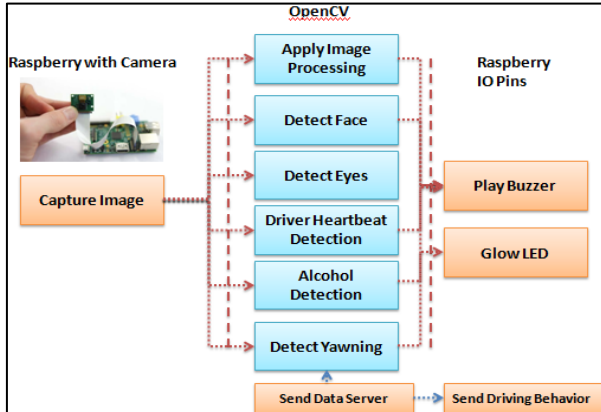 OpenCV
Raspberry with Camera
Capture Image
Apply Image
Processing
Detect Face
Detect Eyes
Driver Heartbeat
Detection
Alcohol
Detection
Detect Yawning
Raspberry
IO Pins
Play Buzzer
Glow LED
Send Data Server
Send Driving Behavior